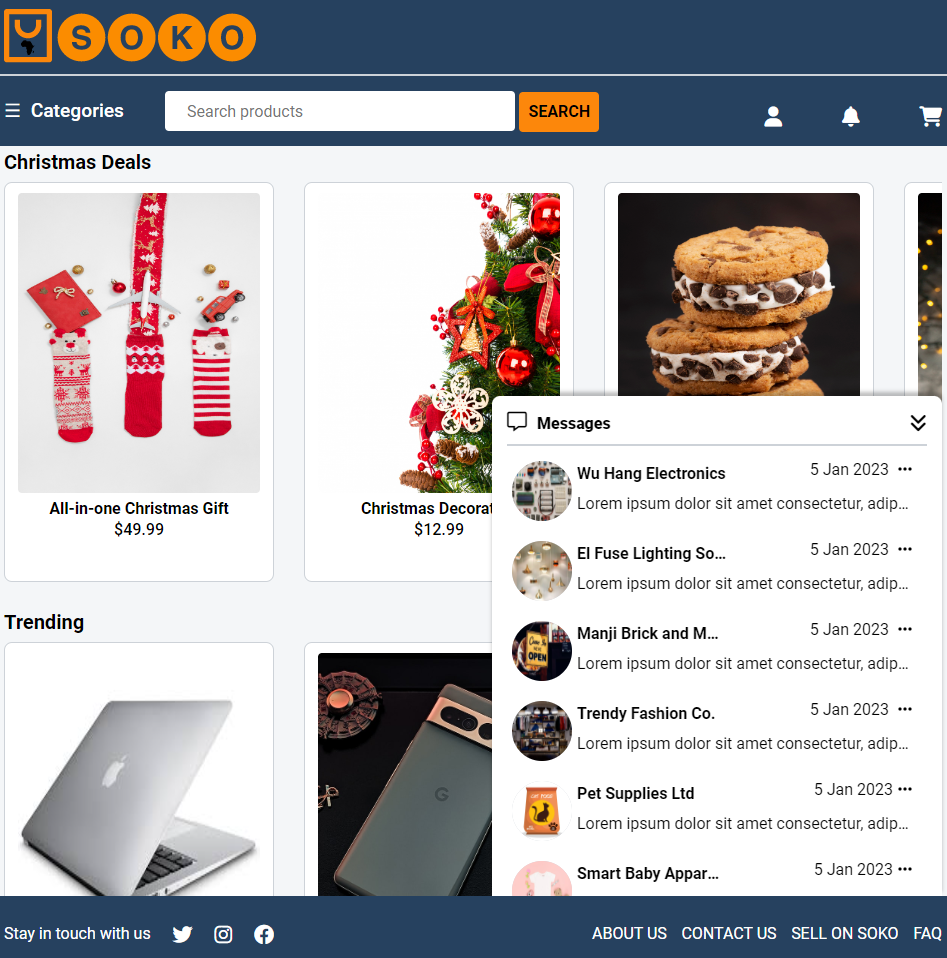 SOKO
☰ Categories
Search products
SEARCH
Christmas Deals
All-in-one Christmas Gift
$49.99
Christmas Decorat
$12.99
Trending
G
Messages
Wu Hang Electronics
5 Jan 2023
Lorem ipsum dolor sit amet consectetur, adip...
El Fuse Lighting So...
5 Jan 2023
Lorem ipsum dolor sit amet consectetur, adip...
Manji Brick and M...
5 Jan 2023
Lorem ipsum dolor sit amet consectetur, adip...
OPEN
Trendy Fashion Co.
5 Jan 2023
Lorem ipsum dolor sit amet consectetur, adip...
Pet Supplies Ltd
5 Jan 2023
Lorem ipsum dolor sit amet consectetur, adip...
CAT FOOD
Smart Baby Appar...
5 Jan 2023
Stay in touch with us
ABOUT US CONTACT US SELL ON SOKO FAQ